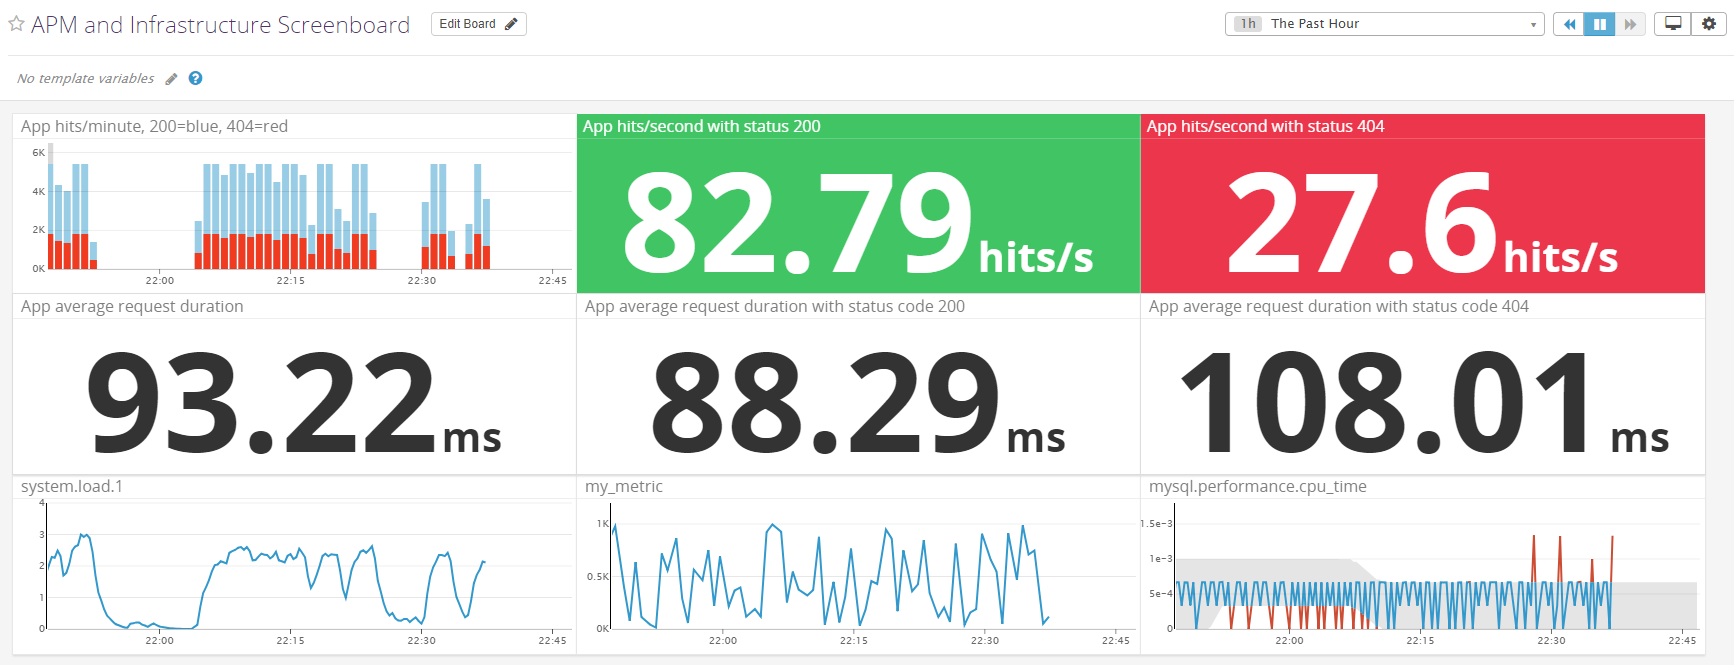 APM and Infrastructure Screenboard
Edit Board
1h The Past Hour
No template variables
?
App hits/minute, 200=blue, 404=red
6K
4K
2K
0K
22:00 22:15 22:30 22:45
App hits/second with status 200
82.79 hits/s
App hits/second with status 404
27.6 hits/s
App average request duration
93.22 ms
App average request duration with status code 200
88.29 ms
App average request duration with status code 404
108.01 ms
system.load.1
4
3
2
1
0
22:00 22:15 22:30 22:45
my_metric
1K
0.5K
0K
22:00 22:15 22:30 22:45
mysql.performance.cpu_time
1.5e-3
1e-3
5e-4
0
22:00 22:15 22:30 22:45